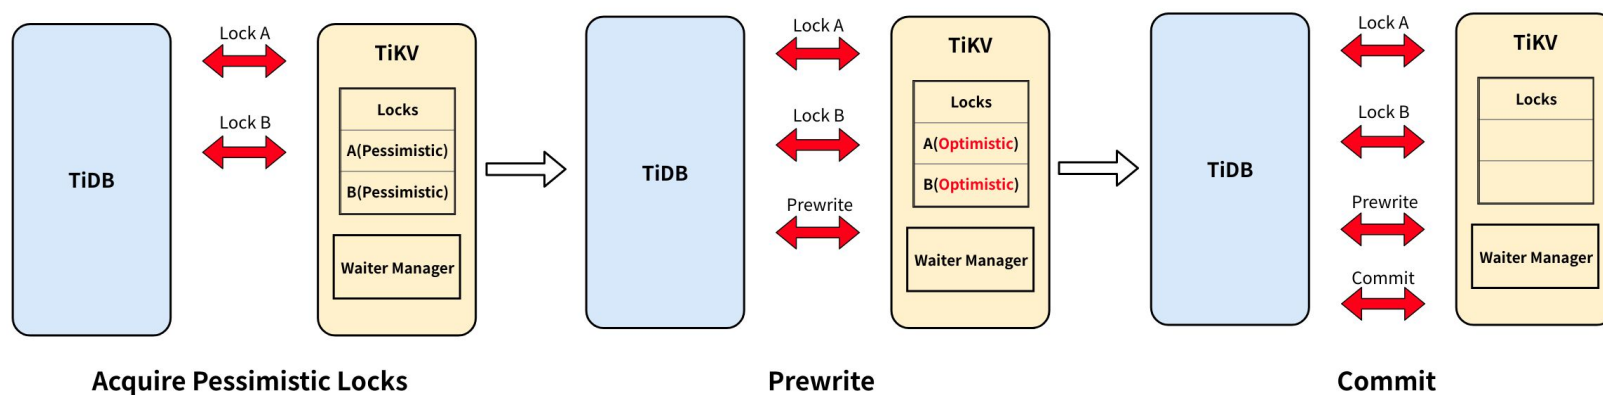 TiDB
Lock A
Lock B
TiKV
Locks
A(Pessimistic)
B(Pessimistic)
Waiter Manager
Acquire Pessimistic Locks
TiDB
Lock A
Lock B
Prewrite
TiKV
Locks
A(Optimistic)
B(Optimistic)
Waiter Manager
Prewrite
TiDB
Lock A
Lock B
Prewrite
Commit
TiKV
Locks
Waiter Manager
Commit